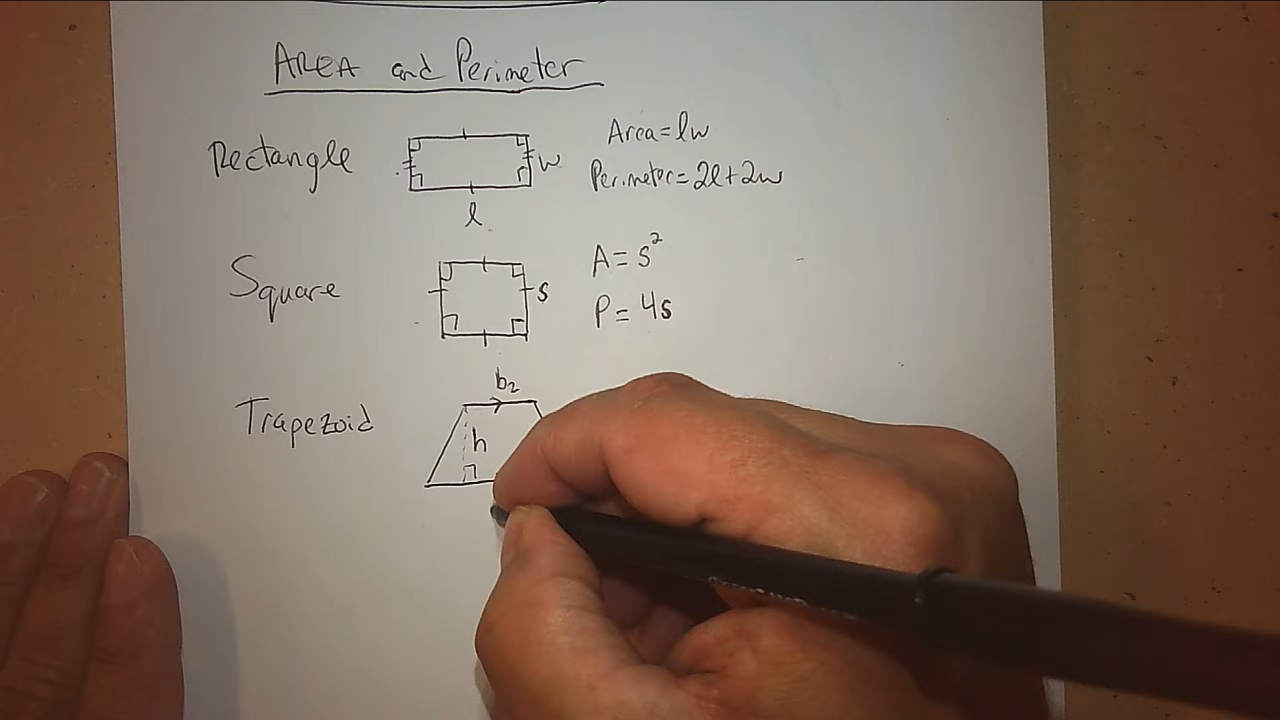 AREA and Perimeter
Rectangle
w
l
Area = lw
Perimeter = 2l + 2w
Square
s
A = s²
P = 4s
Trapezoid
b₂
h